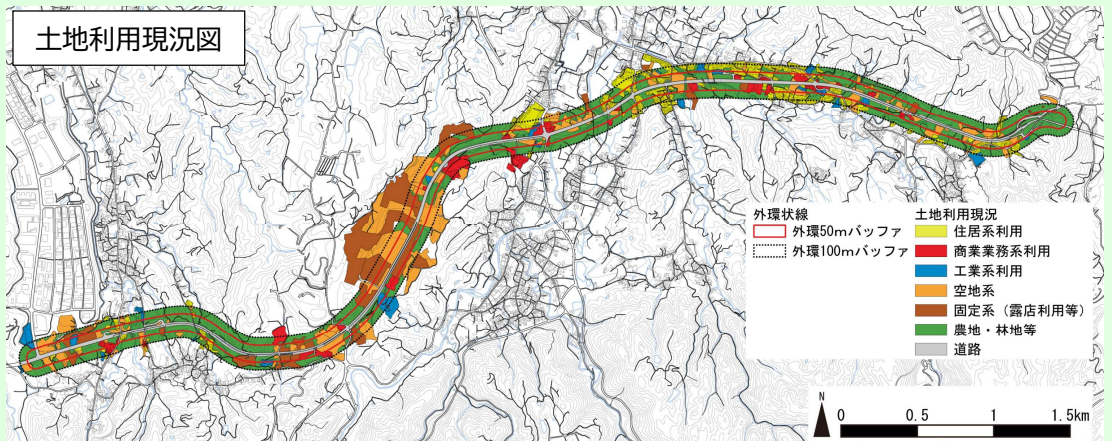 土地利用現況図
外環状線
外環50mバッファ
外環100mバッファ
土地利用現況
住居系利用
商業業務系利用
工業系利用
空地系
固定系（露店利用等）
農地・林地等
道路
N
0 0.5 1 1.5km